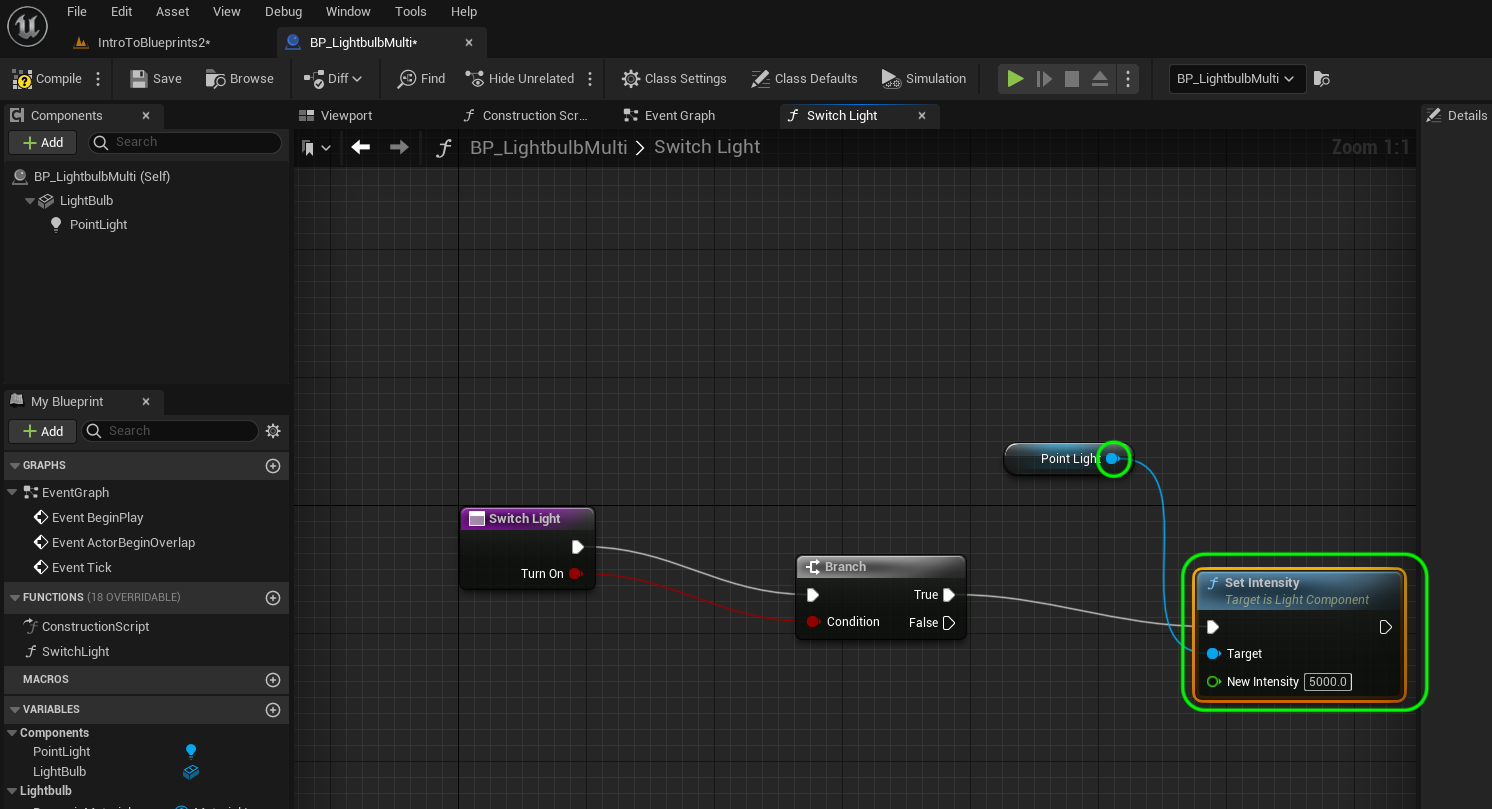 File Edit Asset View Debug Window Tools Help
IntroToBlueprints2*
BP_LightbulbMulti*
Compile Save Browse Diff Find Hide Unrelated Class Settings Class Defaults Simulation BP_LightbulbMulti
Components
Viewport
Construction Scr...
Event Graph
Switch Light
Details
Add
Search
BP_LightbulbMulti > Switch Light
Zoom 1:1
BP_LightbulbMulti (Self)
LightBulb
PointLight
My Blueprint
Add
Search
GRAPHS
EventGraph
Event BeginPlay
Event ActorBeginOverlap
Event Tick
FUNCTIONS (18 OVERRIDABLE)
ConstructionScript
SwitchLight
MACROS
VARIABLES
Components
PointLight
LightBulb
Lightbulb
Point Light
Switch Light
Turn On
Branch
True
Condition
False
Set Intensity
Target is Light Component
Target
New Intensity 5000.0